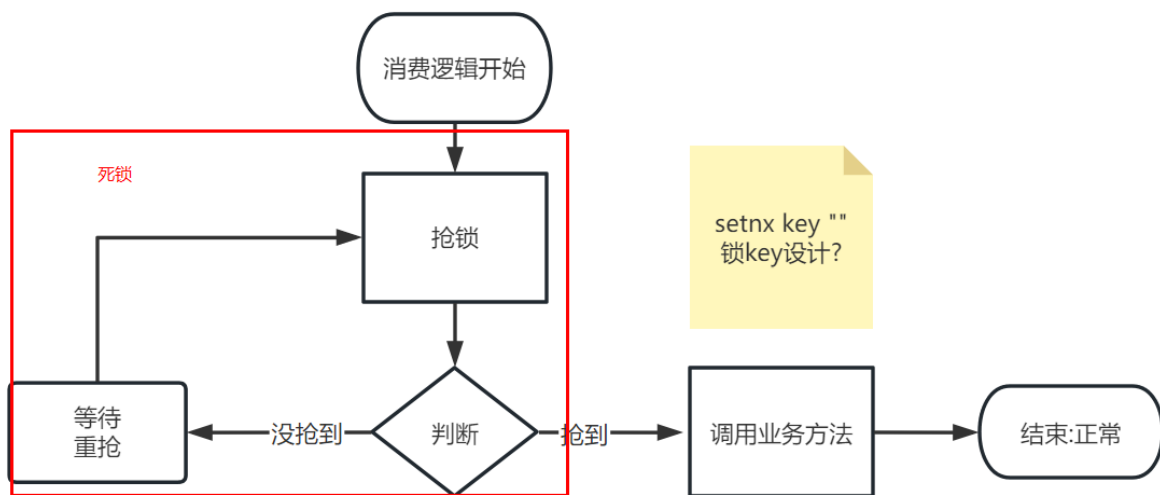 消费逻辑开始
死锁
抢锁
setnx key ""
锁key设计?
等待
重抢
没抢到
判断
抢到
调用业务方法
结束:正常